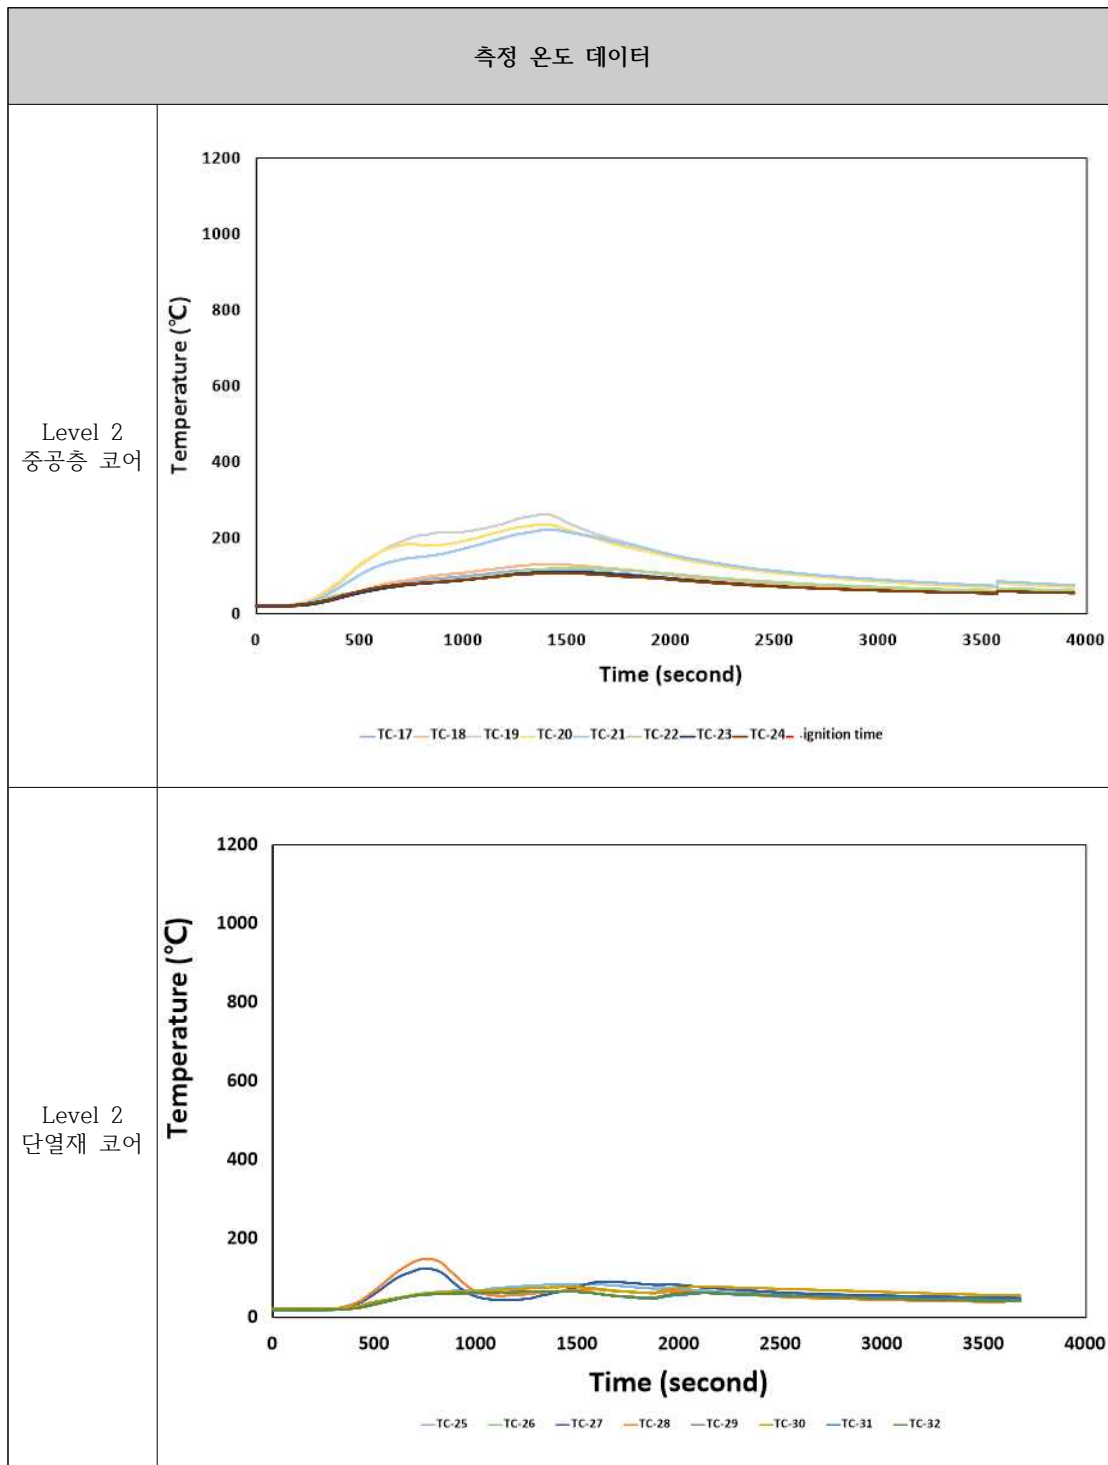 측정 온도 데이터
Level 2
중공층 코어
Temperature (℃)
1200
1000
800
600
400
200
0
0 500 1000 1500 2000 2500 3000 3500 4000
Time (second)
TC-17 TC-18 TC-19 TC-20 TC-21 TC-22 TC-23 TC-24 ignition time
Level 2
단열재 코어
Temperature (℃)
1200
1000
800
600
400
200
0
0 500 1000 1500 2000 2500 3000 3500 4000
Time (second)
TC-25 TC-26 TC-27 TC-28 TC-29 TC-30 TC-31 TC-32